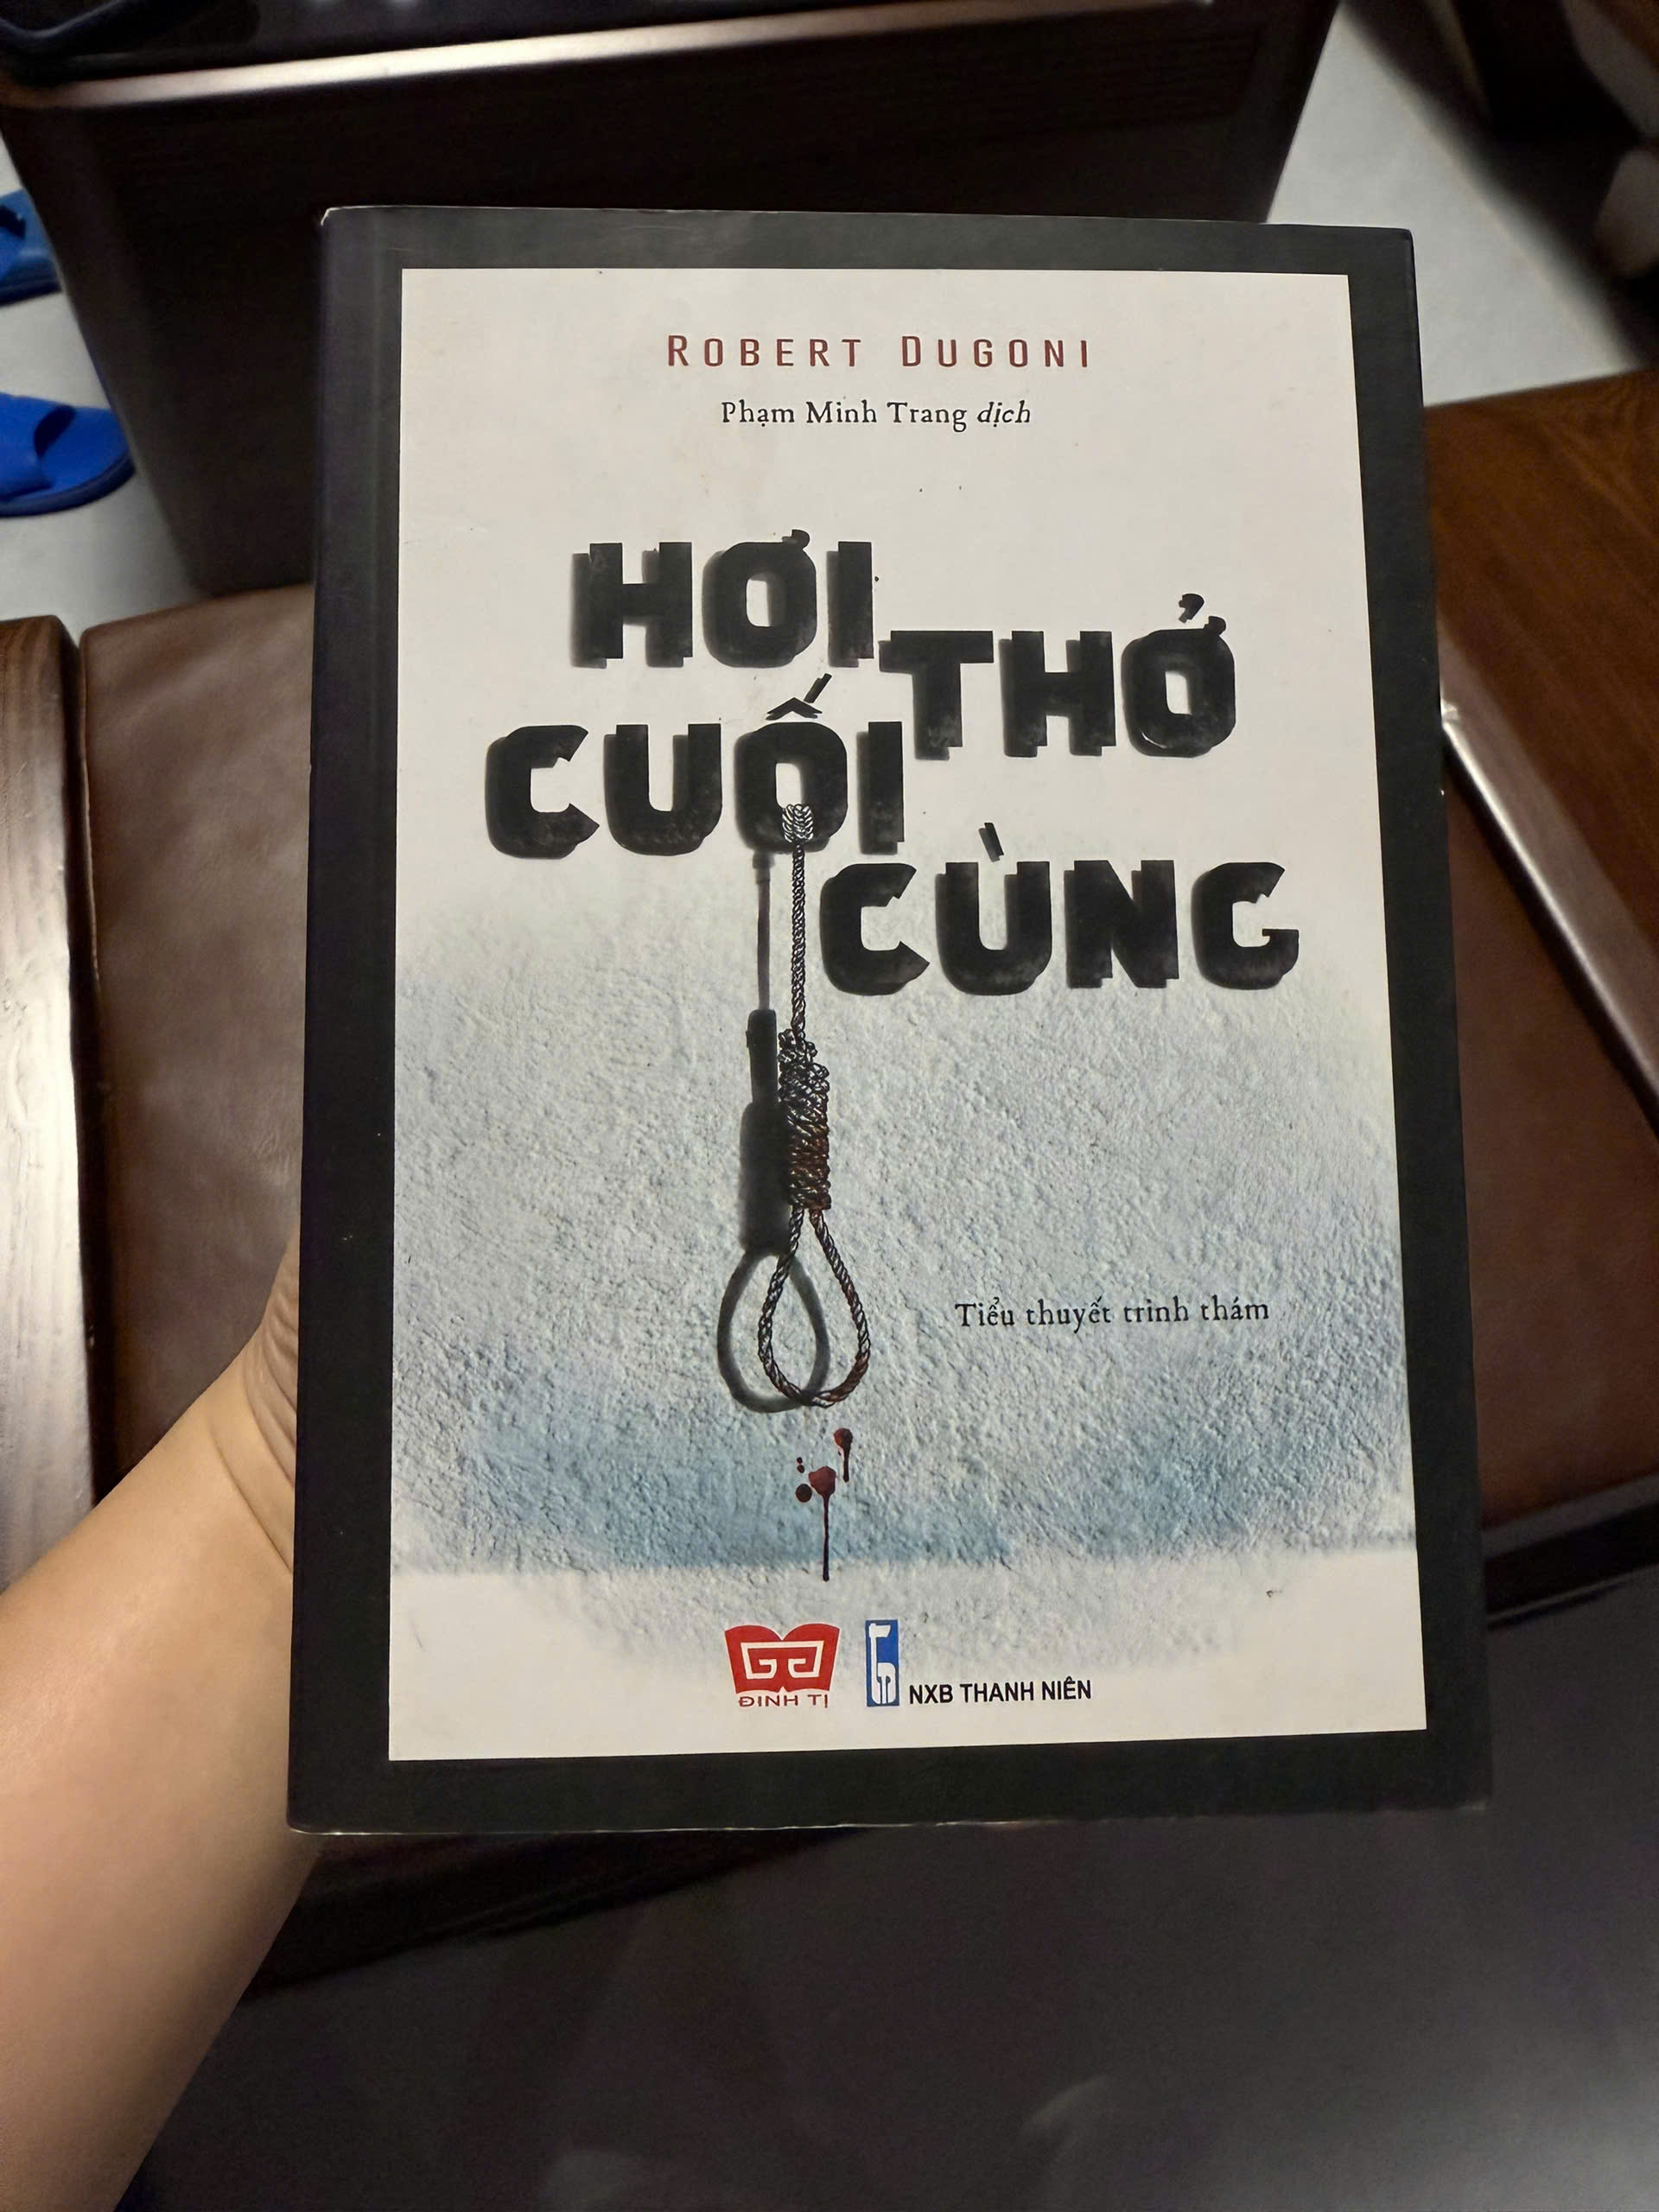 ROBERT DUGONI
Phạm Minh Trang dịch
HƠI THỞ
CUỐI
CÙNG
Tiểu thuyết trinh thám
ĐINH TỊ
NXB THANH NIÊN